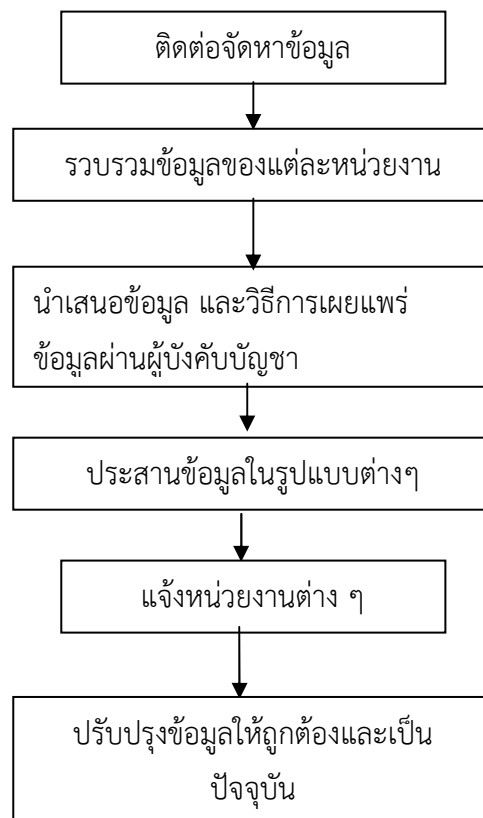 ติดต่อจัดหาข้อมูล
รวบรวมข้อมูลของแต่ละหน่วยงาน
นำเสนอข้อมูล และวิธีการเผยแพร่
ข้อมูลผ่านผู้บังคับบัญชา
ประสานข้อมูลในรูปแบบต่างๆ
แจ้งหน่วยงานต่าง ๆ
ปรับปรุงข้อมูลให้ถูกต้องและเป็น
ปัจจุบัน